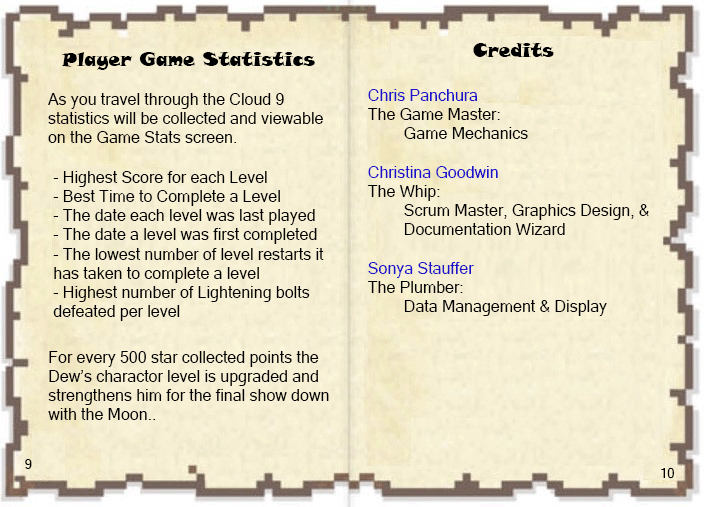 Player Game Statistics
As you travel through the Cloud 9
statistics will be collected and viewable
on the Game Stats screen.
- Highest Score for each Level
- Best Time to Complete a Level
- The date each level was last played
- The date a level was first completed
- The lowest number of level restarts it
has taken to complete a level
- Highest number of Lightening bolts
defeated per level
For every 500 star collected points the
Dew's charactor level is upgraded and
strengthens him for the final show down
with the Moon..
9
Credits
Chris Panchura
The Game Master:
Game Mechanics
Christina Goodwin
The Whip:
Scrum Master, Graphics Design, &
Documentation Wizard
Sonya Stauffer
The Plumber:
Data Management & Display
10